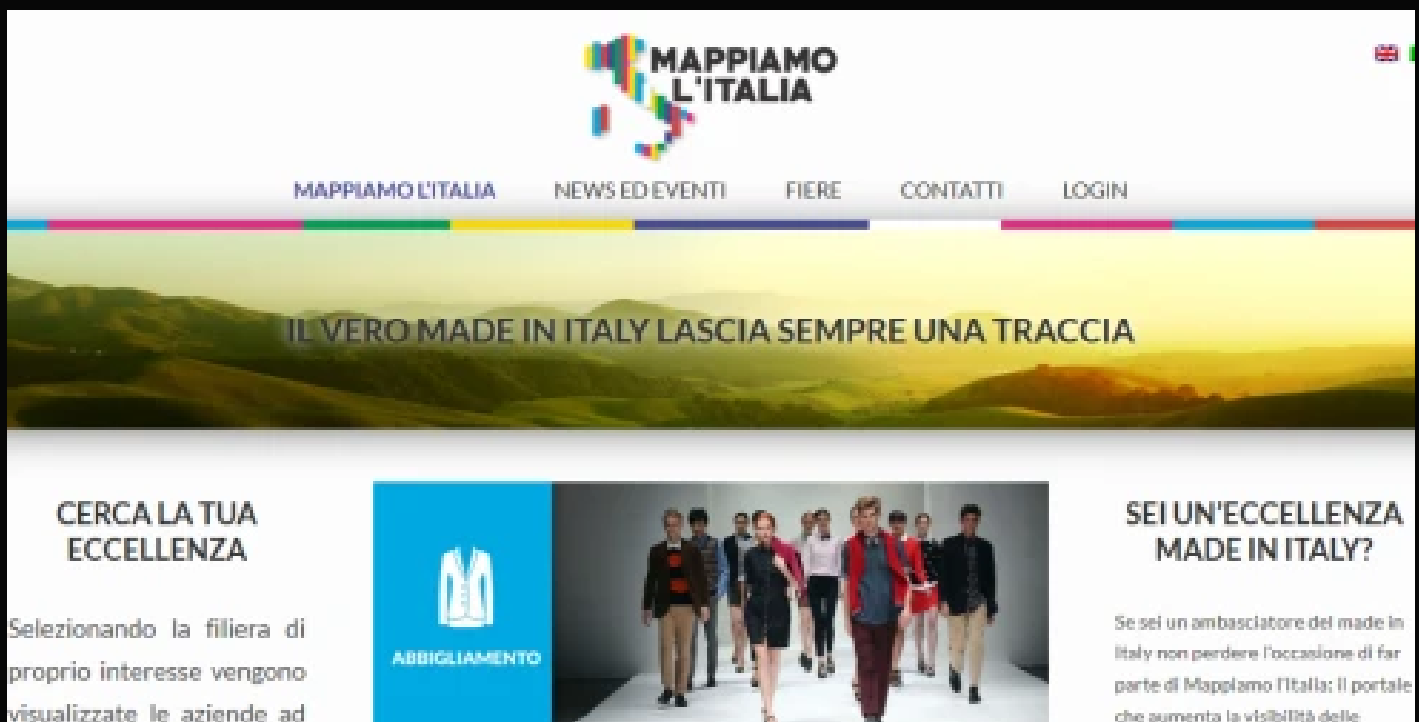 MAPPIAMO
L'ITALIA
MAPPIAMO L'ITALIA NEWS ED EVENTI FIERE CONTATTI LOGIN
IL VERO MADE IN ITALY LASCIA SEMPRE UNA TRACCIA
CERCA LA TUA
ECCELLENZA
Selezionando la filiera di
proprio interesse vengono
visualizzate le aziende ad
ABBIGLIAMENTO
SEI UN'ECCELLENZA
MADE IN ITALY?
Se sei un ambasciatore del made in
Italy non perdere l'occasione di far
parte di Mappiamo l'Italia: il portale
che aumenta la visibilità delle